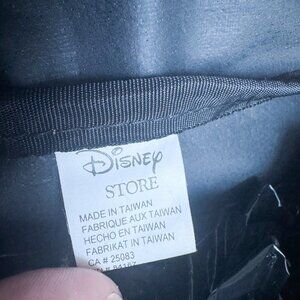 Disney
STORE
MADE IN TAIWAN
FABRIQUE AUX TAIWAN
HECHO EN TAIWAN
FABRIKAT IN TAIWAN
CA # 25083